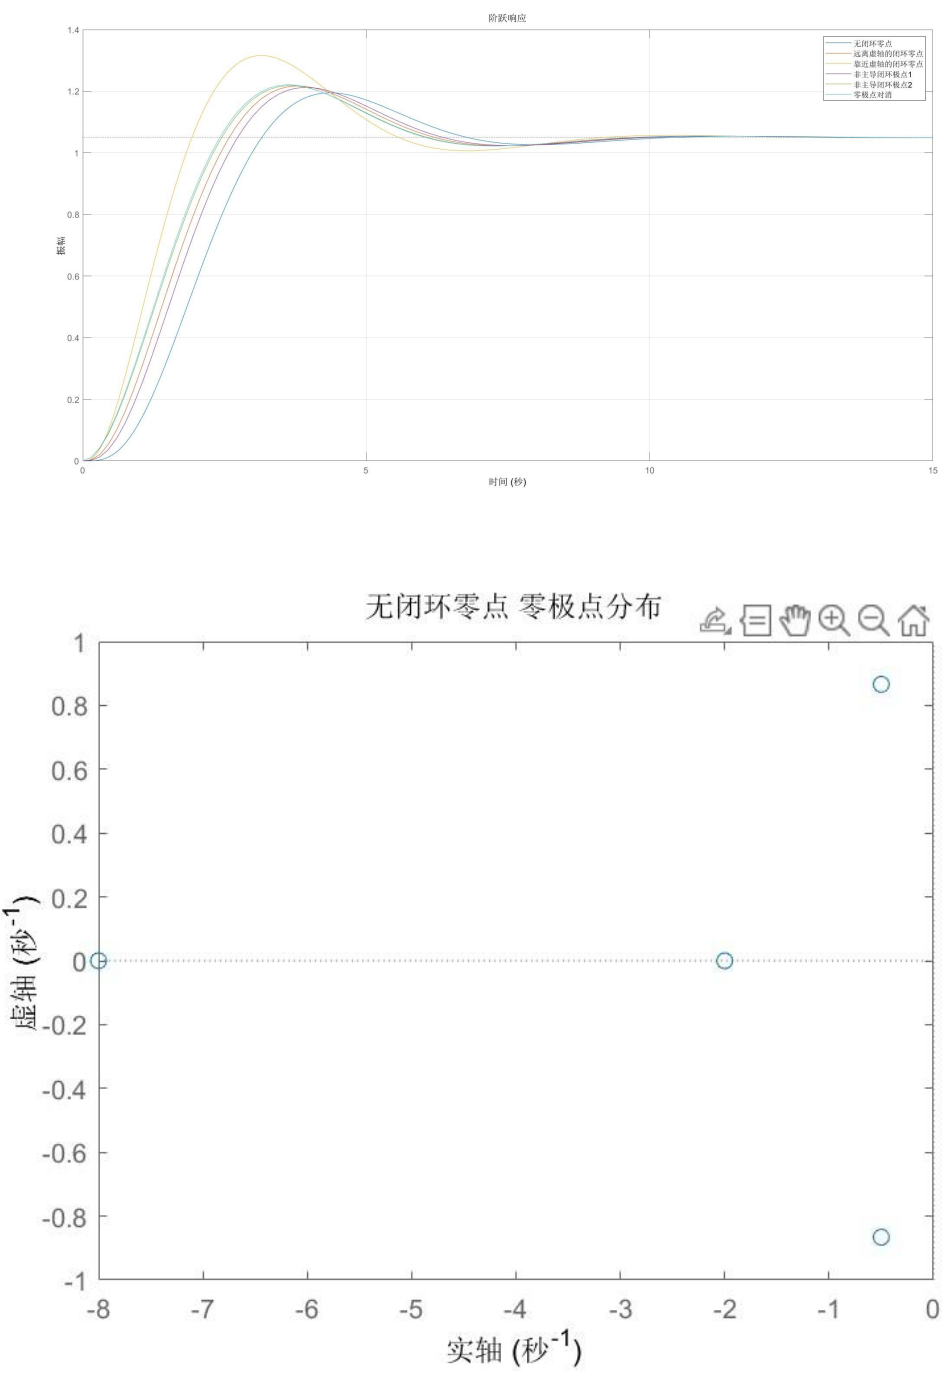 阶跃响应
1.4
无闭环零点
远离虚轴的闭环零点
靠近虚轴的闭环零点
非主导闭环极点1
非主导闭环极点2
零极点对消
1.2
1
0.8
振幅
0.6
0.4
0.2
0
0 5 10 15
时间 (秒)
无闭环零点 零极点分布
1
0.8
0.6
0.4
0.2
0
-0.2
-0.4
-0.6
-0.8
-1
虚轴 (秒-1)
-8 -7 -6 -5 -4 -3 -2 -1 0
实轴 (秒-1)